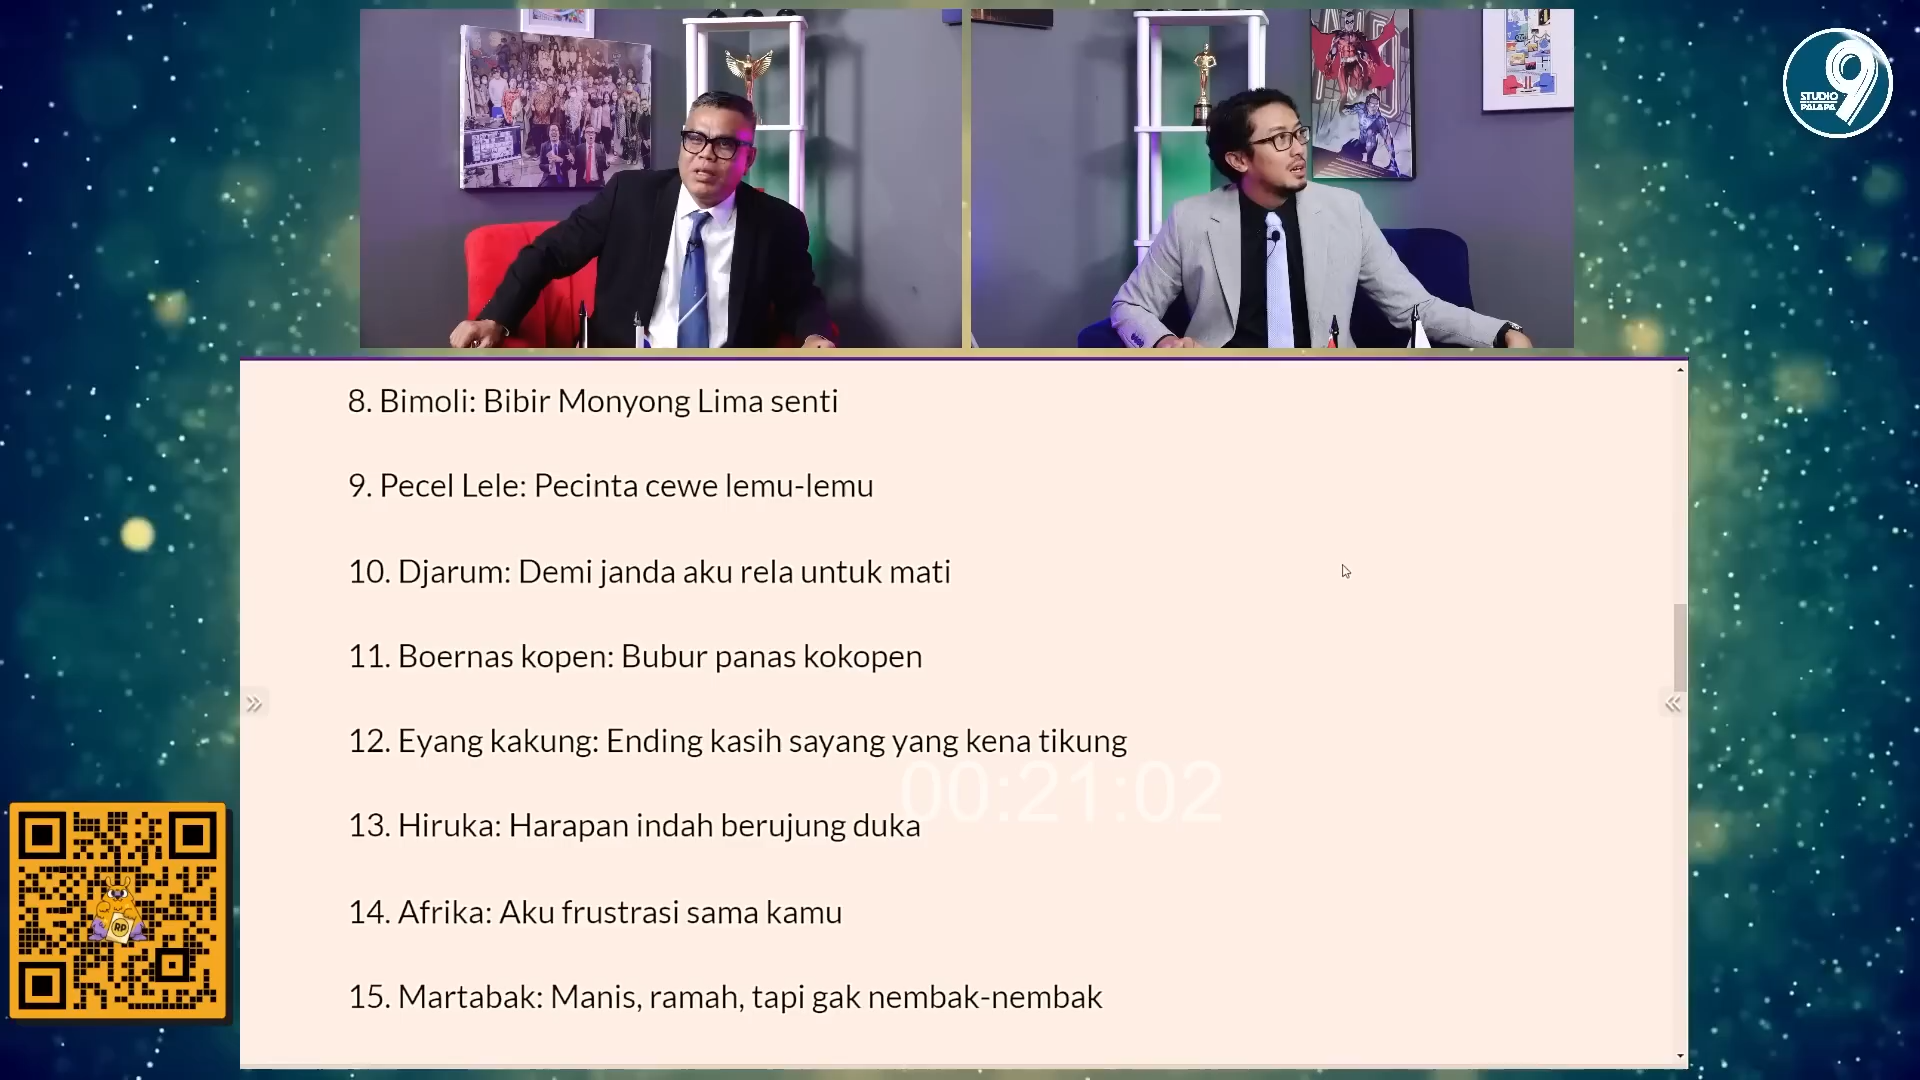 STUDIO
PALAPA
9
8. Bimoli: Bibir Monyong Lima senti
9. Pecel Lele: Pecinta cewe lemu-lemu
10. Djarum: Demi janda aku rela untuk mati
11. Boernas kopen: Bubur panas kokopen
12. Eyang kakung: Ending kasih sayang yang kena tikung
00:21:02
13. Hiruka: Harapan indah berujung duka
14. Afrika: Aku frustrasi sama kamu
15. Martabak: Manis, ramah, tapi gak nembak-nembak
RP